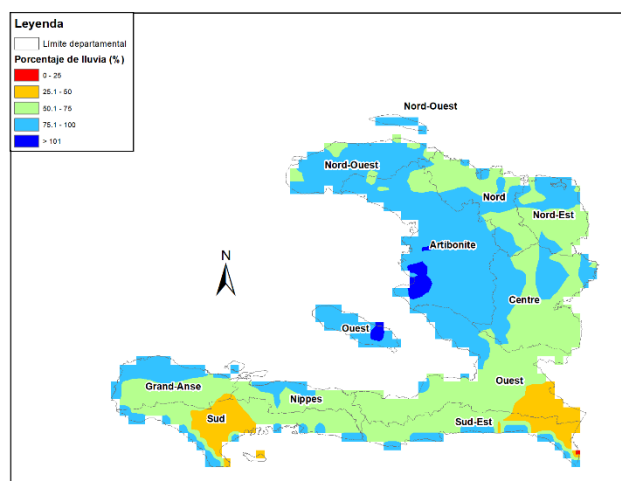 Leyenda
Límite departamental
Porcentaje de lluvia (%)
0 - 25
25.1 - 50
50.1 - 75
75.1 - 100
> 101
Nord-Ouest
Nord-Ouest
Nord
Nord-Est
Artibonite
N
Centre
Ouest
Ouest
Grand-Anse
Nippes
Sud
Sud-Est